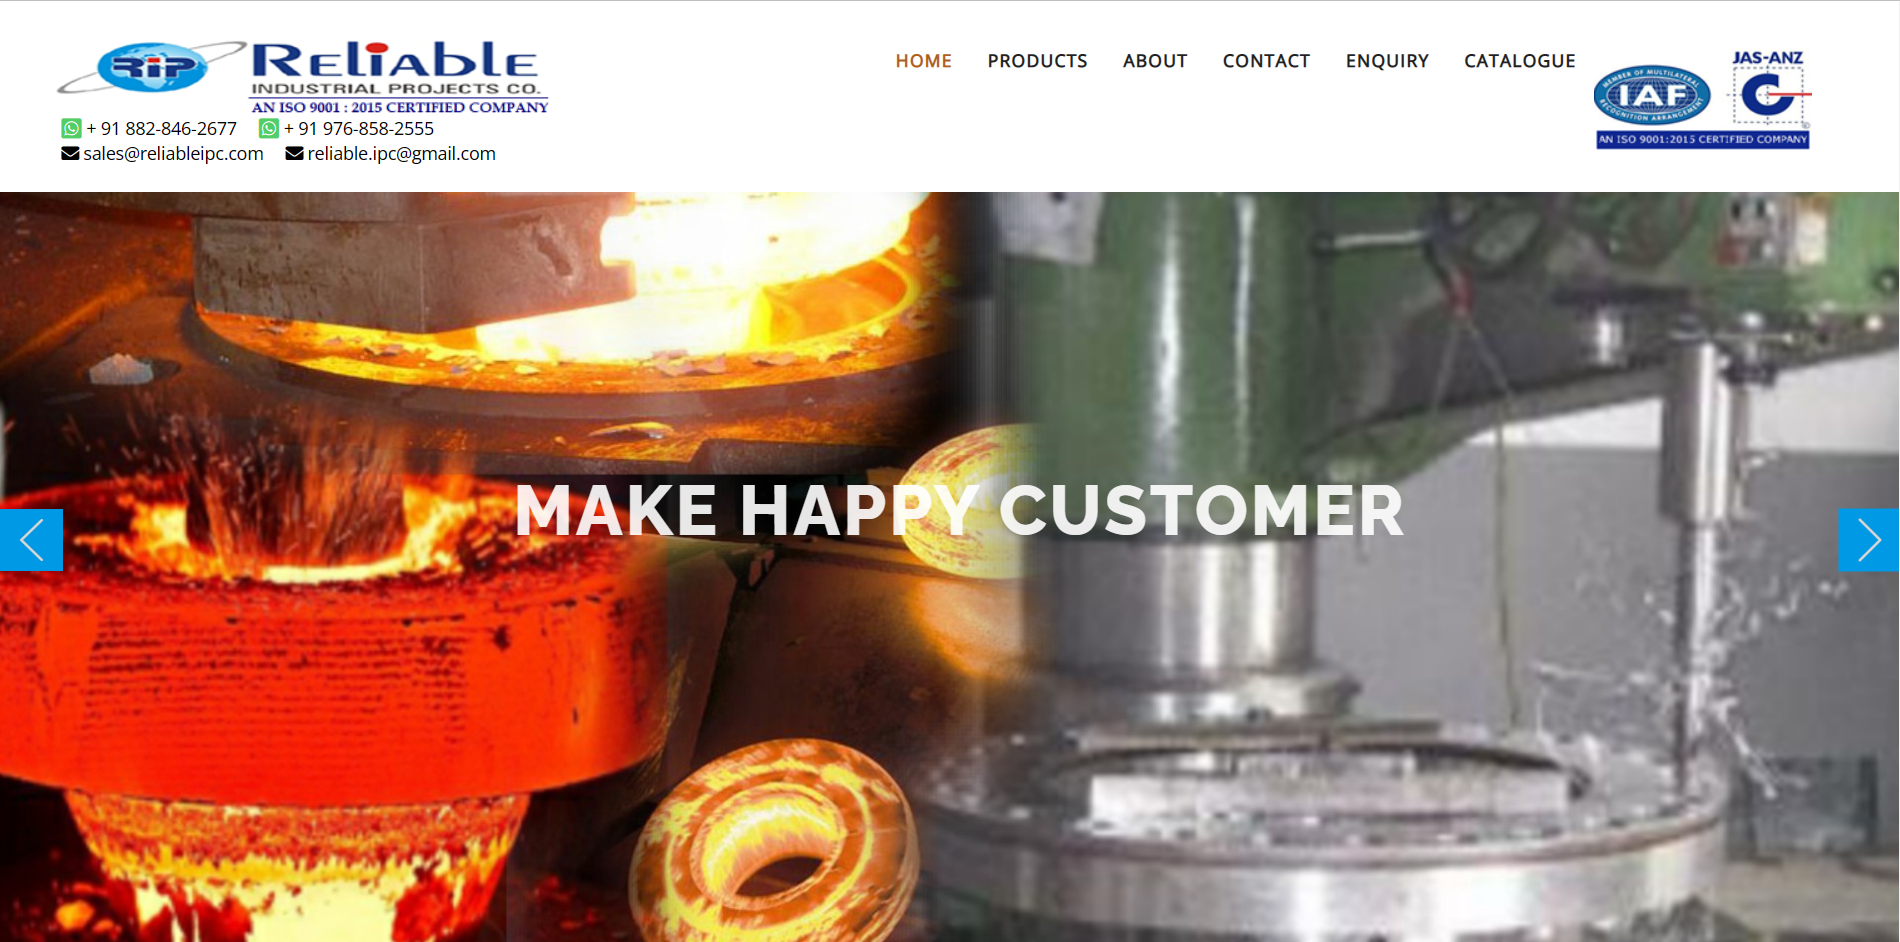 RIP
Reliable
INDUSTRIAL PROJECTS CO.
AN ISO 9001 : 2015 CERTIFIED COMPANY
+ 91 882-846-2677 + 91 976-858-2555
sales@reliableipc.com reliable.ipc@gmail.com
HOME PRODUCTS ABOUT CONTACT ENQUIRY CATALOGUE
MEMBER OF MULTILATERAL
IAF
RECOGNITION ARRANGEMENT
JAS-ANZ
C
®
AN ISO 9001:2015 CERTIFIED COMPANY
MAKE HAPPY CUSTOMER